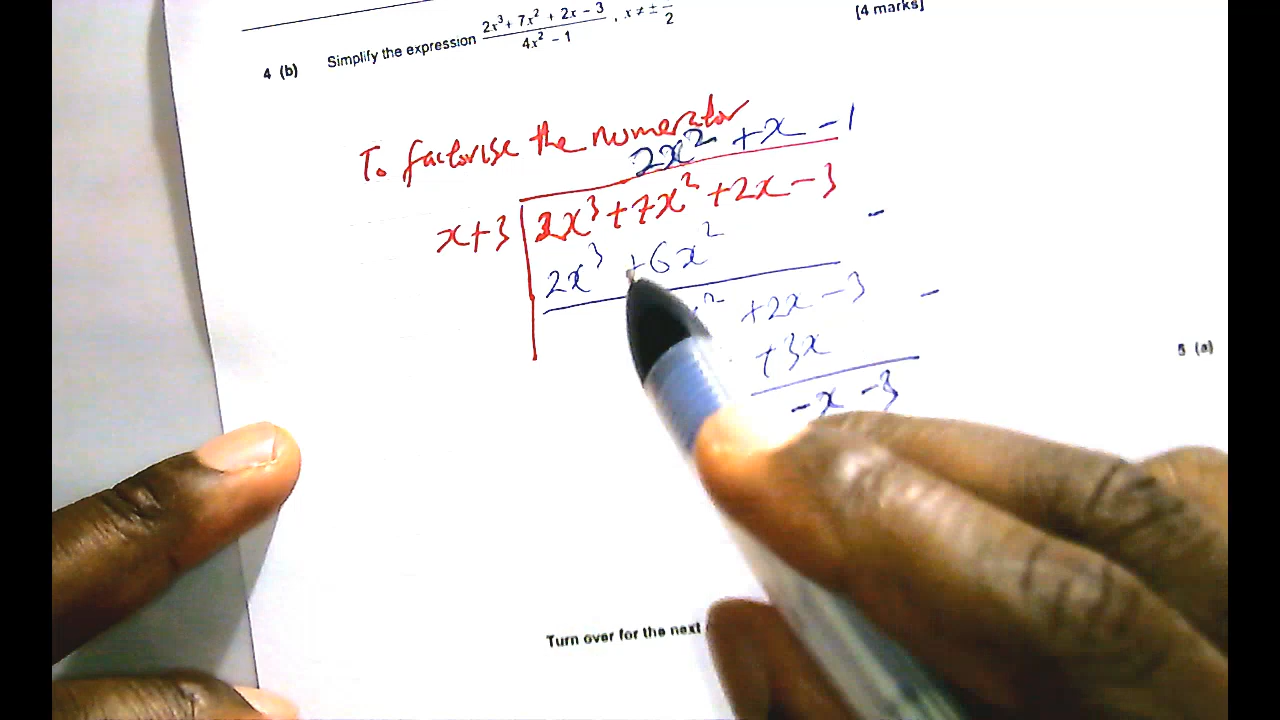 4 (b) Simplify the expression (2x³ + 7x² + 2x − 3)/(4x² − 1) , x ≠ ± /2 [4 marks]
To factorise the numerator
2x² + x − 1
x+3 2x³ + 7x² + 2x − 3
2x³ + 6x² −
x² + 2x − 3 −
+ 3x
−x − 3
5 (a)
Turn over for the next